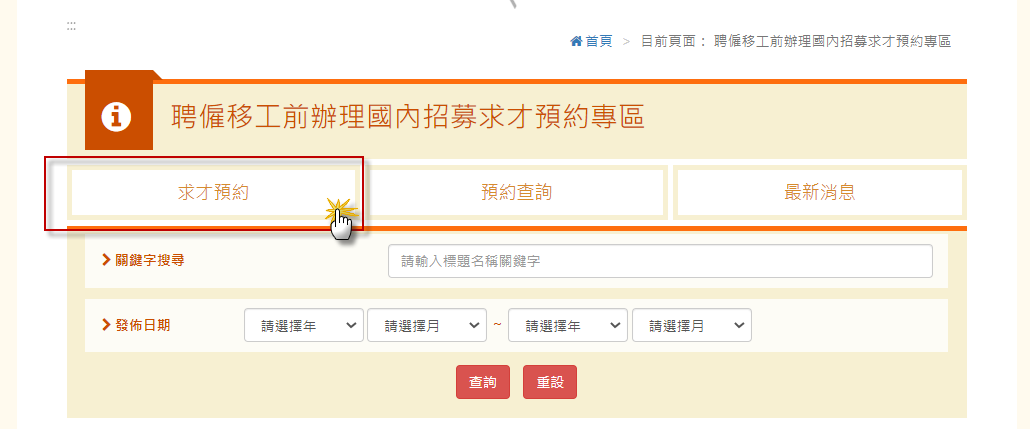 :::
首頁 > 目前頁面： 聘僱移工前辦理國內招募求才預約專區
聘僱移工前辦理國內招募求才預約專區
求才預約 預約查詢 最新消息
關鍵字搜尋 請輸入標題名稱關鍵字
發佈日期 請選擇年 請選擇月 ~ 請選擇年 請選擇月
查詢 重設